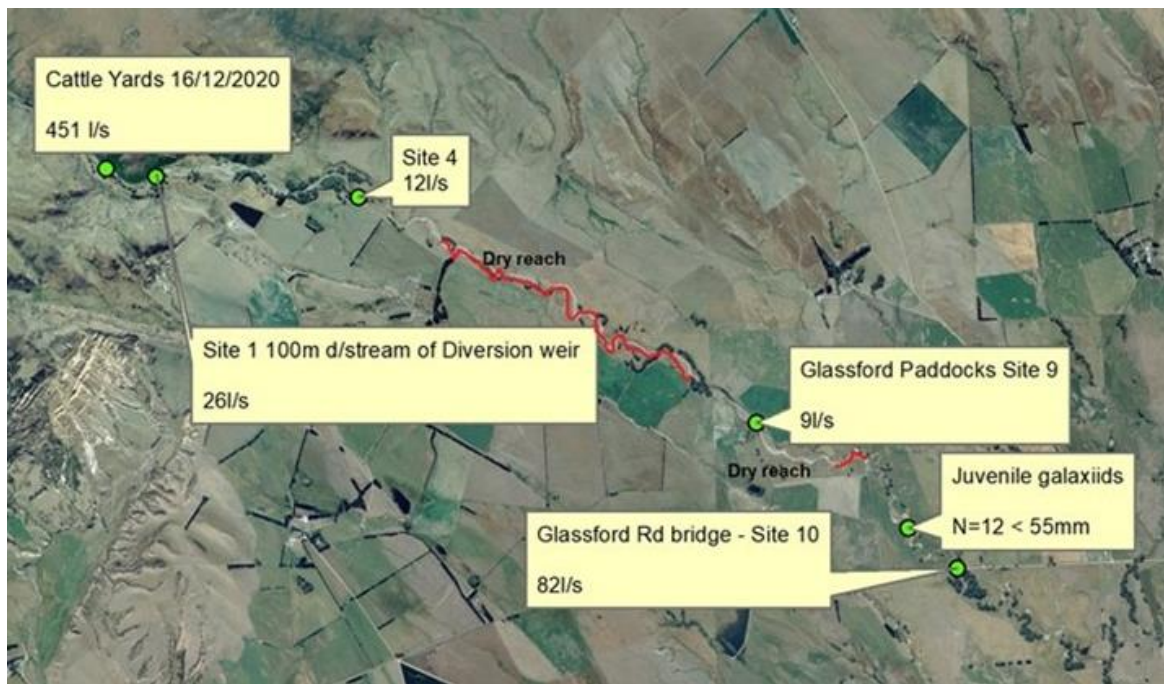 Cattle Yards 16/12/2020
451 l/s
Site 4
12l/s
Dry reach
Site 1 100m d/stream of Diversion weir
26l/s
Glassford Paddocks Site 9
9l/s
Dry reach
Juvenile galaxiids
N=12 < 55mm
Glassford Rd bridge - Site 10
82l/s